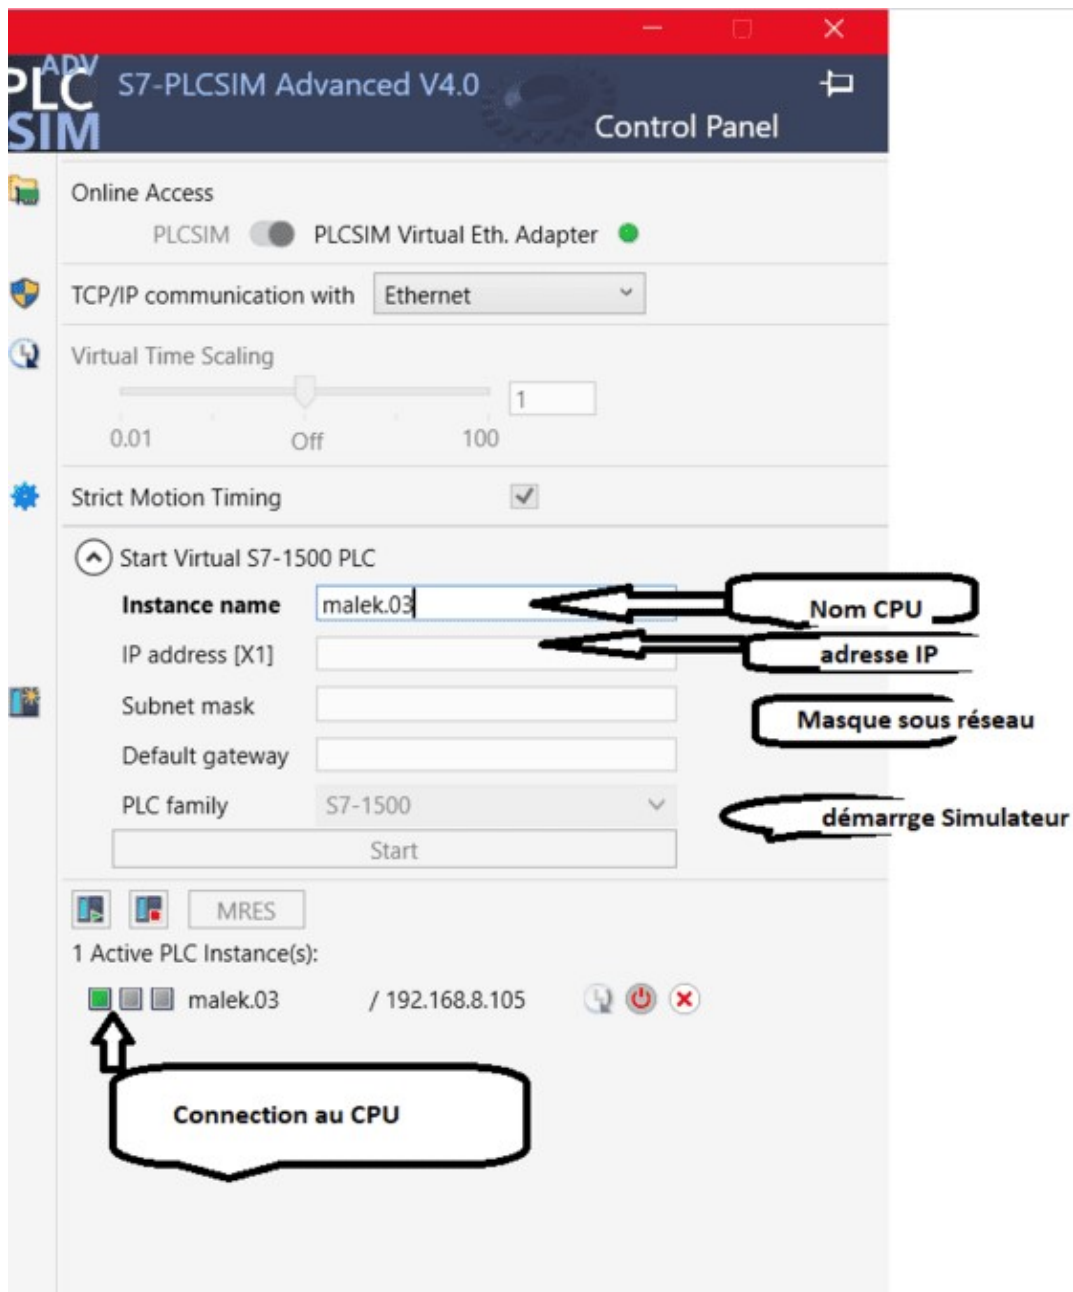 ADV
PLC
SIM
S7-PLCSIM Advanced V4.0
Control Panel
Online Access
PLCSIM PLCSIM Virtual Eth. Adapter
TCP/IP communication with Ethernet
Virtual Time Scaling
1
0.01 Off 100
Strict Motion Timing
Start Virtual S7-1500 PLC
Instance name malek.03 Nom CPU
IP address [X1] adresse IP
Subnet mask Masque sous réseau
Default gateway
PLC family S7-1500 démarrge Simulateur
Start
MRES
1 Active PLC Instance(s):
malek.03 / 192.168.8.105
Connection au CPU